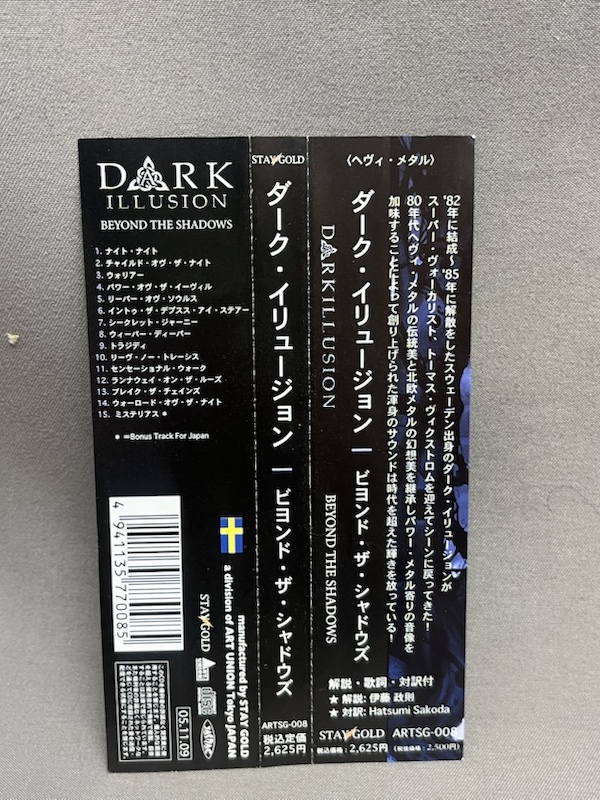 DARK
ILLUSION
BEYOND THE SHADOWS
1. ナイト・ナイト
2. チャイルド・オヴ・ザ・ナイト
3. ウォリアー
4. パワー・オヴ・ザ・イーヴィル
5. リーパー・オヴ・ソウルス
6. イントゥ・ザ・デプスス・アイ・ステアー
7. シークレット・ジャーニー
8. ウィーパー・ディーパー
9. トラジディ
10. リーヴ・ノー・トレーシス
11. センセーショナル・ウォーク
12. ランナウェイ・オン・ザ・ルーズ
13. ブレイク・ザ・チェインズ
14. ウォーロード・オヴ・ザ・ナイト
15. ミステリアス *
* =Bonus Track For Japan
4941135770085
manufactured by STAY GOLD
a division of ART UNION Tokyo JAPAN
STAY GOLD
05.11.09
STAY GOLD
ダーク・イリュージョン | ビヨンド・ザ・シャドウズ
ARTSG-008
税込定価
2,625円
〈ヘヴィ・メタル〉
'82年に結成〜'85年に解散をしたスウェーデン出身のダーク・イリュージョンが
スーパー・ヴォーカリスト、トーマス・ヴィクストロムを迎えてシーンに戻ってきた!
80年代ヘヴィ・メタルの伝統美と北欧メタルの幻想美を継承しパワー・メタル寄りの音像を
加味することによって創り上げられた渾身のサウンドは時代を超えた輝きを放っている!
ダーク・イリュージョン | ビヨンド・ザ・シャドウズ
DARK ILLUSION
BEYOND THE SHADOWS
解説・歌詞・対訳付
★ 解説: 伊藤 政則
★ 対訳: Hatsumi Sakoda
STAY GOLD ARTSG-008
税込定価: 2,625円 (税抜価格: 2,500円)